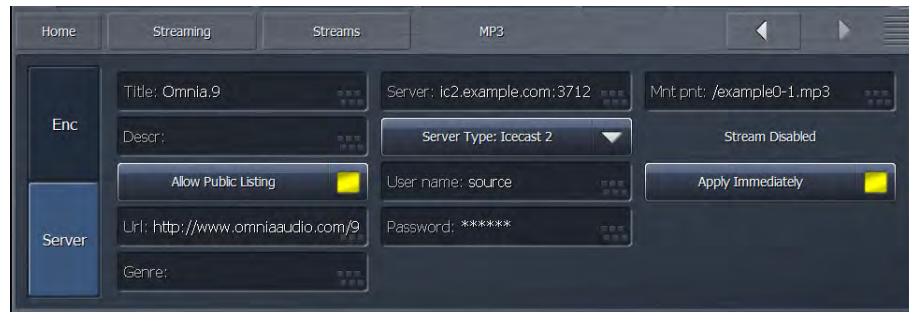 Home Streaming Streams MP3
Enc
Server
Title: Omnia.9 Server: ic2.example.com:3712 Mnt pnt: /example0-1.mp3
Descr: Server Type: Icecast 2 Stream Disabled
Allow Public Listing User name: source Apply Immediately
Url: http://www.omniaaudio.com/9 Password: ******
Genre: